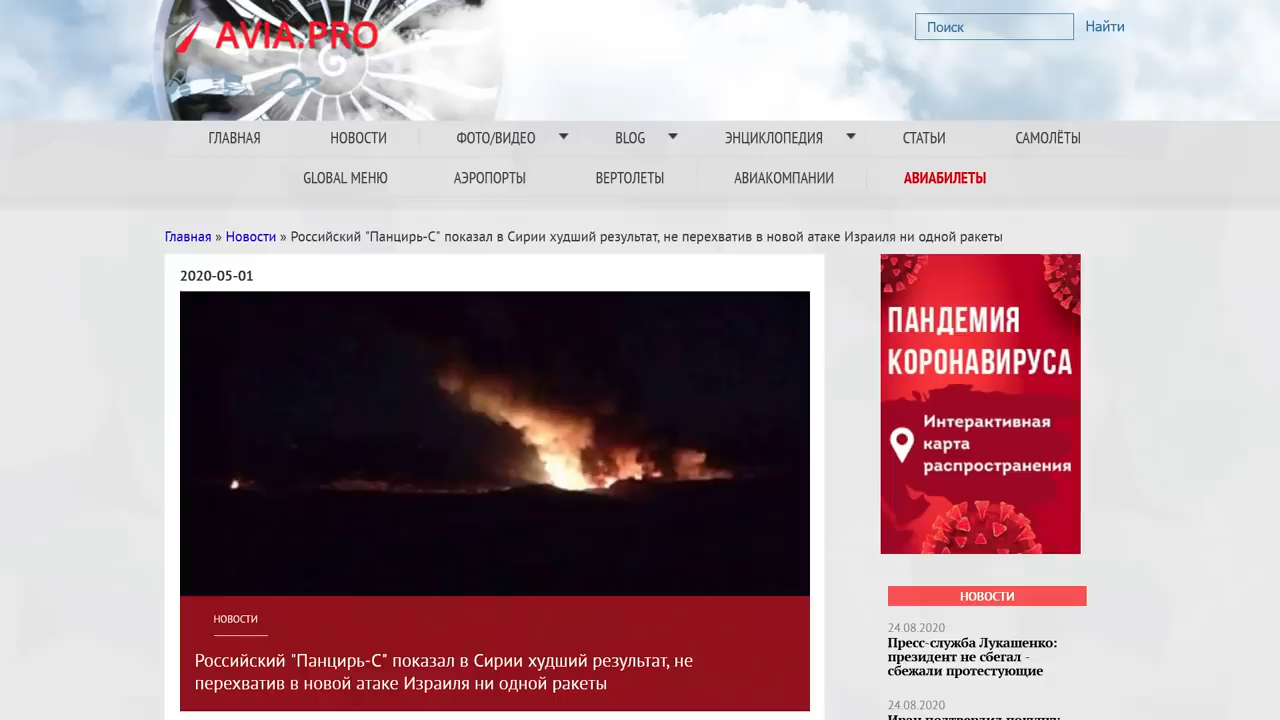 AVIA.PRO
Поиск
Найти
ГЛАВНАЯ НОВОСТИ ФОТО/ВИДЕО BLOG ЭНЦИКЛОПЕДИЯ СТАТЬИ САМОЛЁТЫ
GLOBAL МЕНЮ АЭРОПОРТЫ ВЕРТОЛЕТЫ АВИАКОМПАНИИ АВИАБИЛЕТЫ
Главная » Новости » Российский "Панцирь-С" показал в Сирии худший результат, не перехватив в новой атаке Израиля ни одной ракеты
2020-05-01
НОВОСТИ
Российский "Панцирь-С" показал в Сирии худший результат, не
перехватив в новой атаке Израиля ни одной ракеты
ПАНДЕМИЯ
КОРОНАВИРУСА
Интерактивная
карта
распространения
НОВОСТИ
24.08.2020
Пресс-служба Лукашенко:
президент не сбегал -
сбежали протестующие
24.08.2020
Иран подтвердил покупку